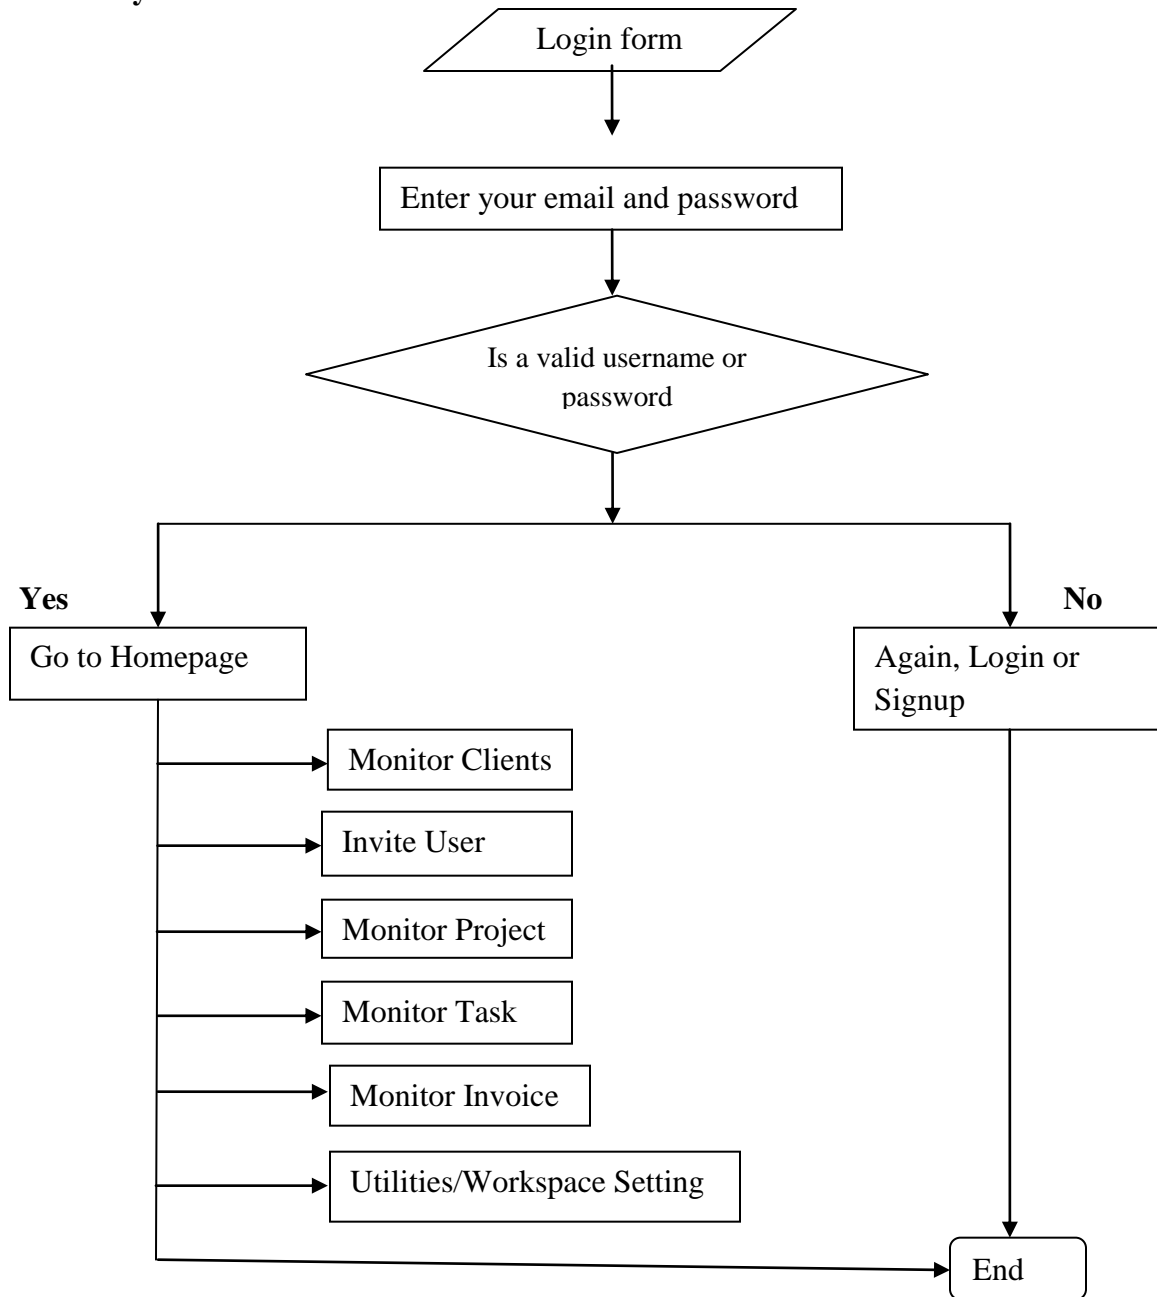 Login form
Enter your email and password
Is a valid username or
password
Yes
No
Go to Homepage
Again, Login or
Signup
Monitor Clients
Invite User
Monitor Project
Monitor Task
Monitor Invoice
Utilities/Workspace Setting
End